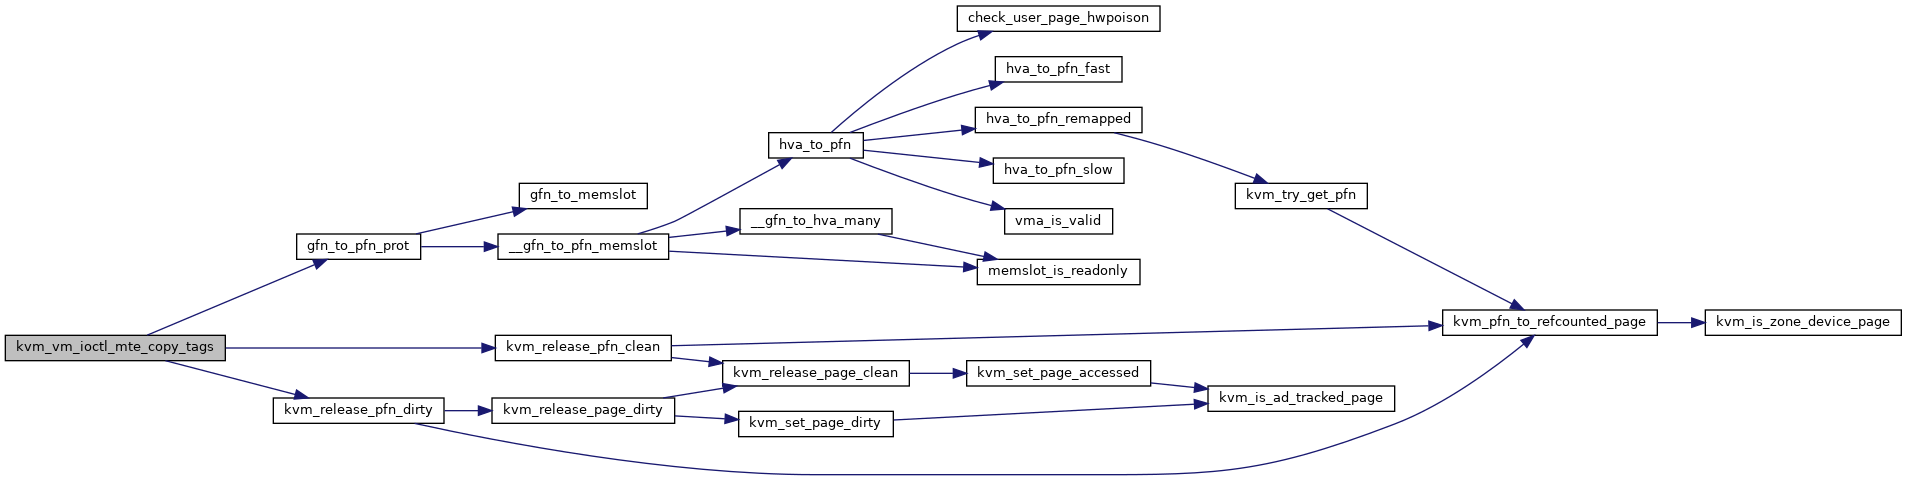 check_user_page_hwpoison
hva_to_pfn_fast
hva_to_pfn_remapped
hva_to_pfn
hva_to_pfn_slow
gfn_to_memslot
kvm_try_get_pfn
__gfn_to_hva_many
vma_is_valid
gfn_to_pfn_prot
__gfn_to_pfn_memslot
memslot_is_readonly
kvm_pfn_to_refcounted_page
kvm_is_zone_device_page
kvm_vm_ioctl_mte_copy_tags
kvm_release_pfn_clean
kvm_release_page_clean
kvm_set_page_accessed
kvm_is_ad_tracked_page
kvm_release_pfn_dirty
kvm_release_page_dirty
kvm_set_page_dirty